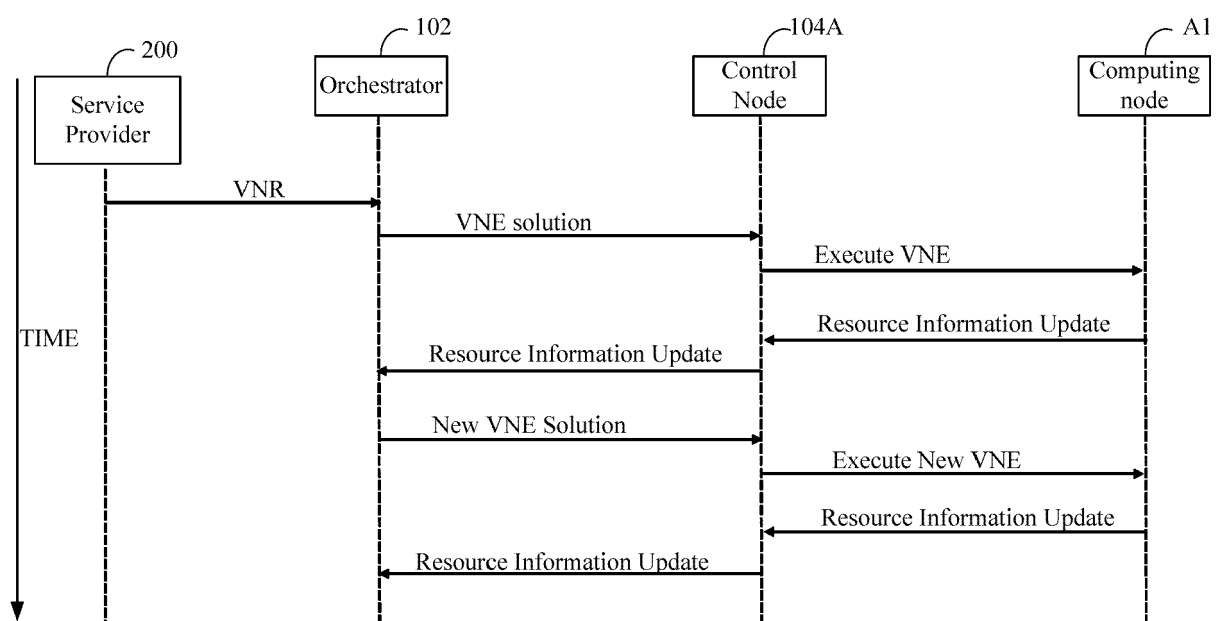 200
102
104A
A1
Service
Provider
Orchestrator
Control
Node
Computing
node
VNR
VNE solution
Execute VNE
Resource Information Update
TIME
Resource Information Update
New VNE Solution
Execute New VNE
Resource Information Update
Resource Information Update